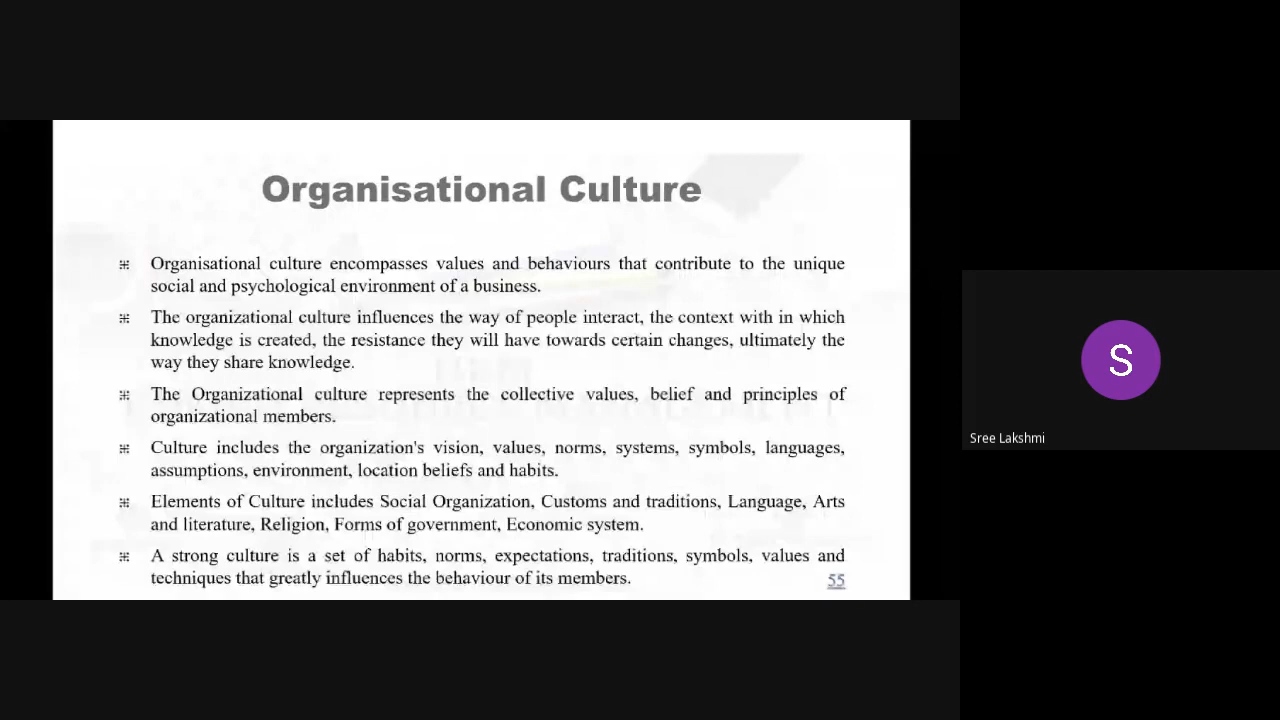 Organisational Culture
Organisational culture encompasses values and behaviours that contribute to the unique
social and psychological environment of a business.
The organizational culture influences the way of people interact, the context with in which
knowledge is created, the resistance they will have towards certain changes, ultimately the
way they share knowledge.
The Organizational culture represents the collective values, belief and principles of
organizational members.
Culture includes the organization's vision, values, norms, systems, symbols, languages,
assumptions, environment, location beliefs and habits.
Elements of Culture includes Social Organization, Customs and traditions, Language, Arts
and literature, Religion, Forms of government, Economic system.
A strong culture is a set of habits, norms, expectations, traditions, symbols, values and
techniques that greatly influences the behaviour of its members.
55
S
Sree Lakshmi